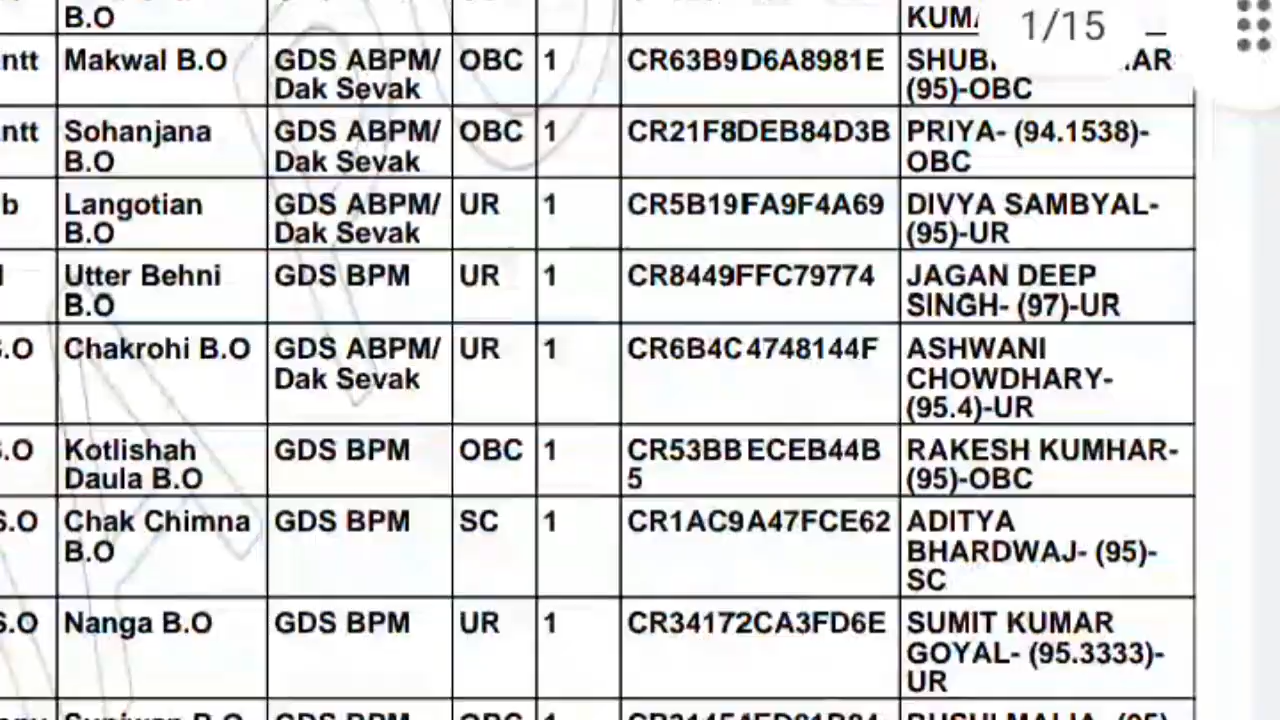 B.O
1/15
ntt Makwal B.O GDS ABPM/ OBC 1 CR63B9D6A8981E
Dak Sevak (95)-OBC
ntt Sohanjana GDS ABPM/ OBC 1 CR21F8DEB84D3B PRIYA- (94.1538)-
B.O Dak Sevak OBC
b Langotian GDS ABPM/ UR 1 CR5B19FA9F4A69 DIVYA SAMBYAL-
B.O Dak Sevak (95)-UR
Utter Behni GDS BPM UR 1 CR8449FFC79774 JAGAN DEEP
B.O SINGH- (97)-UR
.O Chakrohi B.O GDS ABPM/ UR 1 CR6B4C4748144F ASHWANI
Dak Sevak CHOWDHARY-
(95.4)-UR
.O Kotlishah GDS BPM OBC 1 CR53BBECEB44B RAKESH KUMHAR-
Daula B.O 5 (95)-OBC
S.O Chak Chimna GDS BPM SC 1 CR1AC9A47FCE62 ADITYA
B.O BHARDWAJ- (95)-
SC
S.O Nanga B.O GDS BPM UR 1 CR34172CA3FD6E SUMIT KUMAR
GOYAL- (95.3333)-
UR